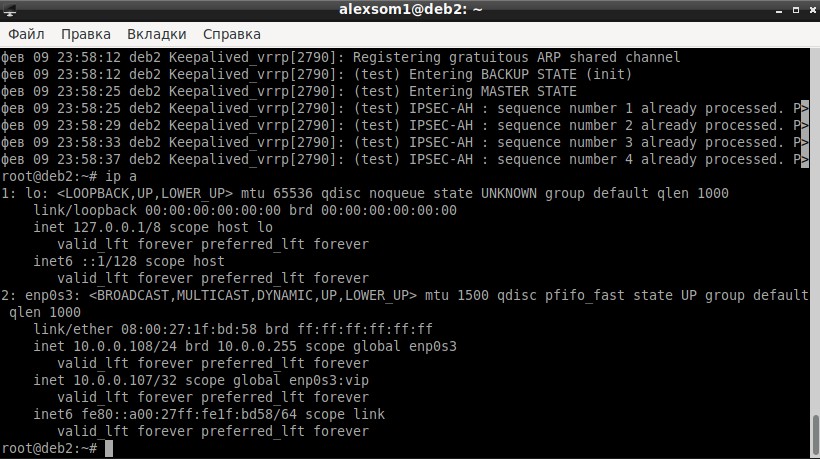 alexsom1@deb2: ~
Файл Правка Вкладки Справка
фев 09 23:58:12 deb2 Keepalived_vrrp[2790]: Registering gratuitous ARP shared channel
фев 09 23:58:12 deb2 Keepalived_vrrp[2790]: (test) Entering BACKUP STATE (init)
фев 09 23:58:25 deb2 Keepalived_vrrp[2790]: (test) Entering MASTER STATE
фев 09 23:58:25 deb2 Keepalived_vrrp[2790]: (test) IPSEC-AH : sequence number 1 already processed. P>
фев 09 23:58:29 deb2 Keepalived_vrrp[2790]: (test) IPSEC-AH : sequence number 2 already processed. P>
фев 09 23:58:33 deb2 Keepalived_vrrp[2790]: (test) IPSEC-AH : sequence number 3 already processed. P>
фев 09 23:58:37 deb2 Keepalived_vrrp[2790]: (test) IPSEC-AH : sequence number 4 already processed. P>
root@deb2:~# ip a
1: lo: <LOOPBACK,UP,LOWER_UP> mtu 65536 qdisc noqueue state UNKNOWN group default qlen 1000
    link/loopback 00:00:00:00:00:00 brd 00:00:00:00:00:00
    inet 127.0.0.1/8 scope host lo
       valid_lft forever preferred_lft forever
    inet6 ::1/128 scope host
       valid_lft forever preferred_lft forever
2: enp0s3: <BROADCAST,MULTICAST,DYNAMIC,UP,LOWER_UP> mtu 1500 qdisc pfifo_fast state UP group default
 qlen 1000
    link/ether 08:00:27:1f:bd:58 brd ff:ff:ff:ff:ff:ff
    inet 10.0.0.108/24 brd 10.0.0.255 scope global enp0s3
       valid_lft forever preferred_lft forever
    inet 10.0.0.107/32 scope global enp0s3:vip
       valid_lft forever preferred_lft forever
    inet6 fe80::a00:27ff:fe1f:bd58/64 scope link
       valid_lft forever preferred_lft forever
root@deb2:~#